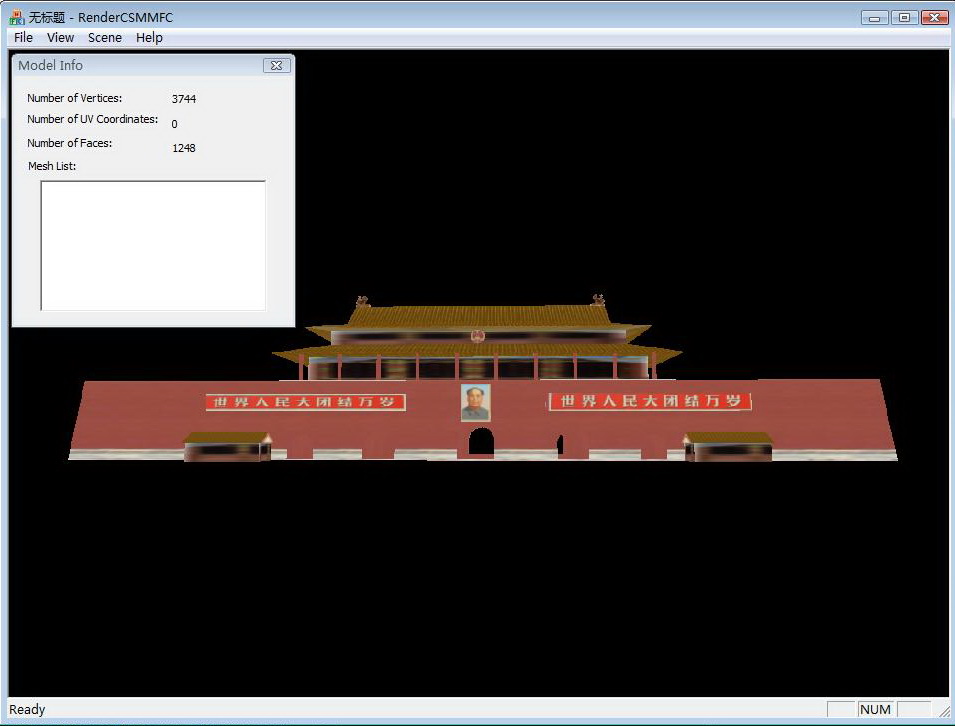 无标题 - RenderCSMMFC
File View Scene Help
Model Info
Number of Vertices: 3744
Number of UV Coordinates: 0
Number of Faces: 1248
Mesh List:
世界人民大团结万岁
世界人民大团结万岁
Ready
NUM